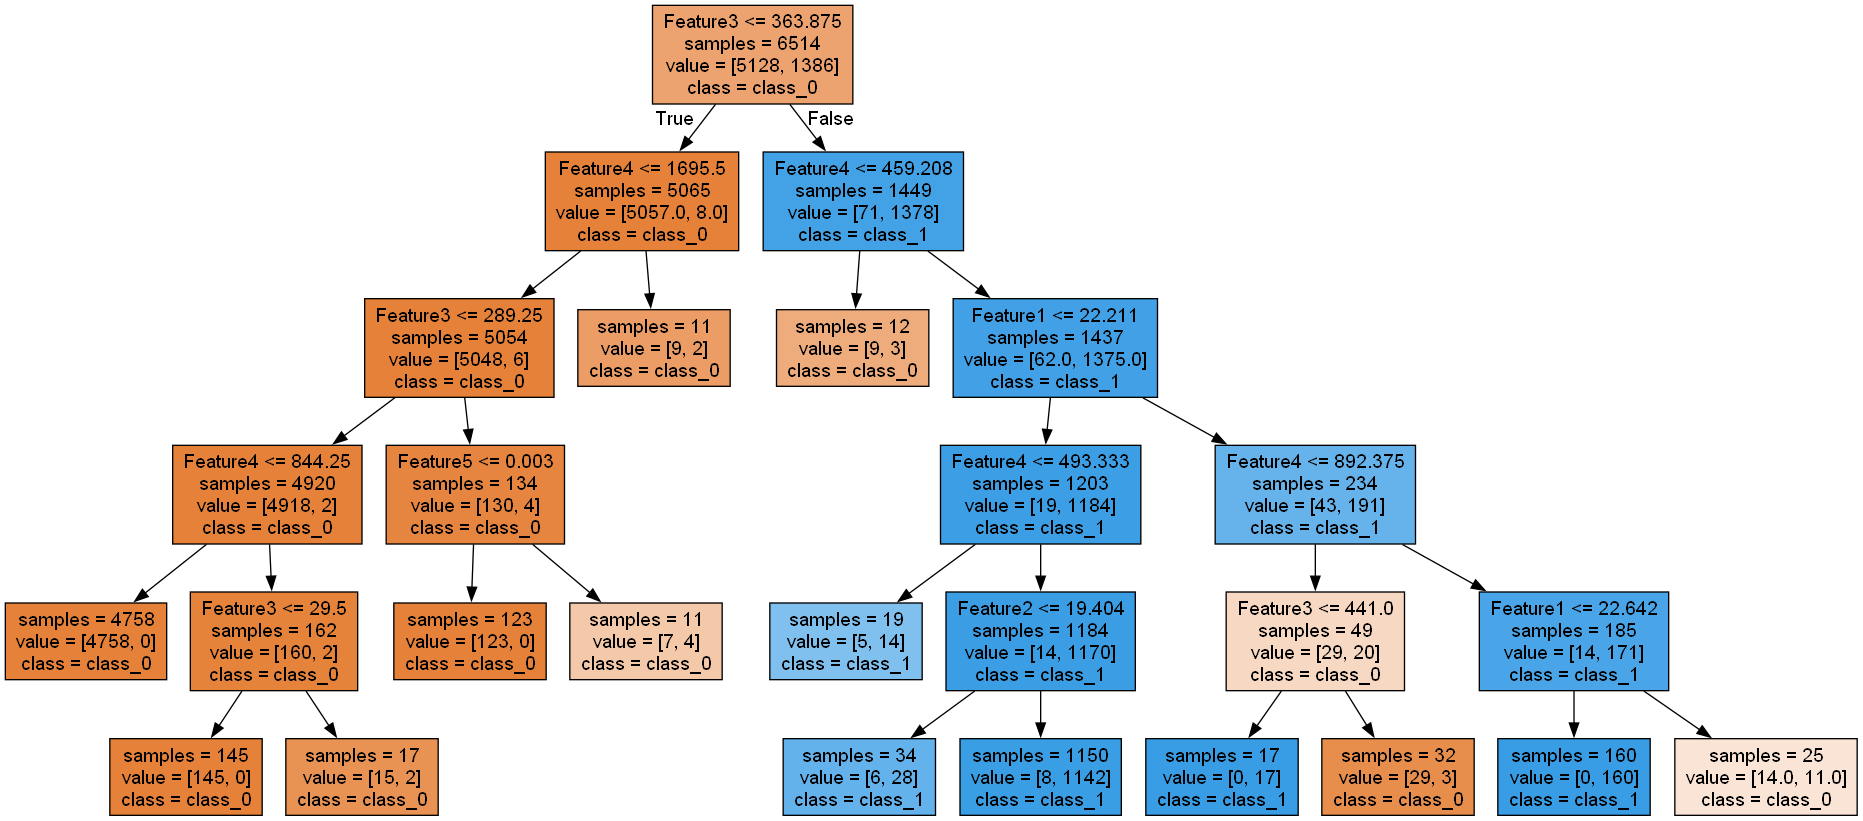 Feature3 <= 363.875
samples = 6514
value = [5128, 1386]
class = class_0
True
False
Feature4 <= 1695.5
samples = 5065
value = [5057.0, 8.0]
class = class_0
Feature4 <= 459.208
samples = 1449
value = [71, 1378]
class = class_1
Feature3 <= 289.25
samples = 5054
value = [5048, 6]
class = class_0
samples = 11
value = [9, 2]
class = class_0
samples = 12
value = [9, 3]
class = class_0
Feature1 <= 22.211
samples = 1437
value = [62.0, 1375.0]
class = class_1
Feature4 <= 844.25
samples = 4920
value = [4918, 2]
class = class_0
Feature5 <= 0.003
samples = 134
value = [130, 4]
class = class_0
Feature4 <= 493.333
samples = 1203
value = [19, 1184]
class = class_1
Feature4 <= 892.375
samples = 234
value = [43, 191]
class = class_1
samples = 4758
value = [4758, 0]
class = class_0
Feature3 <= 29.5
samples = 162
value = [160, 2]
class = class_0
samples = 123
value = [123, 0]
class = class_0
samples = 11
value = [7, 4]
class = class_0
samples = 19
value = [5, 14]
class = class_1
Feature2 <= 19.404
samples = 1184
value = [14, 1170]
class = class_1
Feature3 <= 441.0
samples = 49
value = [29, 20]
class = class_0
Feature1 <= 22.642
samples = 185
value = [14, 171]
class = class_1
samples = 145
value = [145, 0]
class = class_0
samples = 17
value = [15, 2]
class = class_0
samples = 34
value = [6, 28]
class = class_1
samples = 1150
value = [8, 1142]
class = class_1
samples = 17
value = [0, 17]
class = class_1
samples = 32
value = [29, 3]
class = class_0
samples = 160
value = [0, 160]
class = class_1
samples = 25
value = [14.0, 11.0]
class = class_0